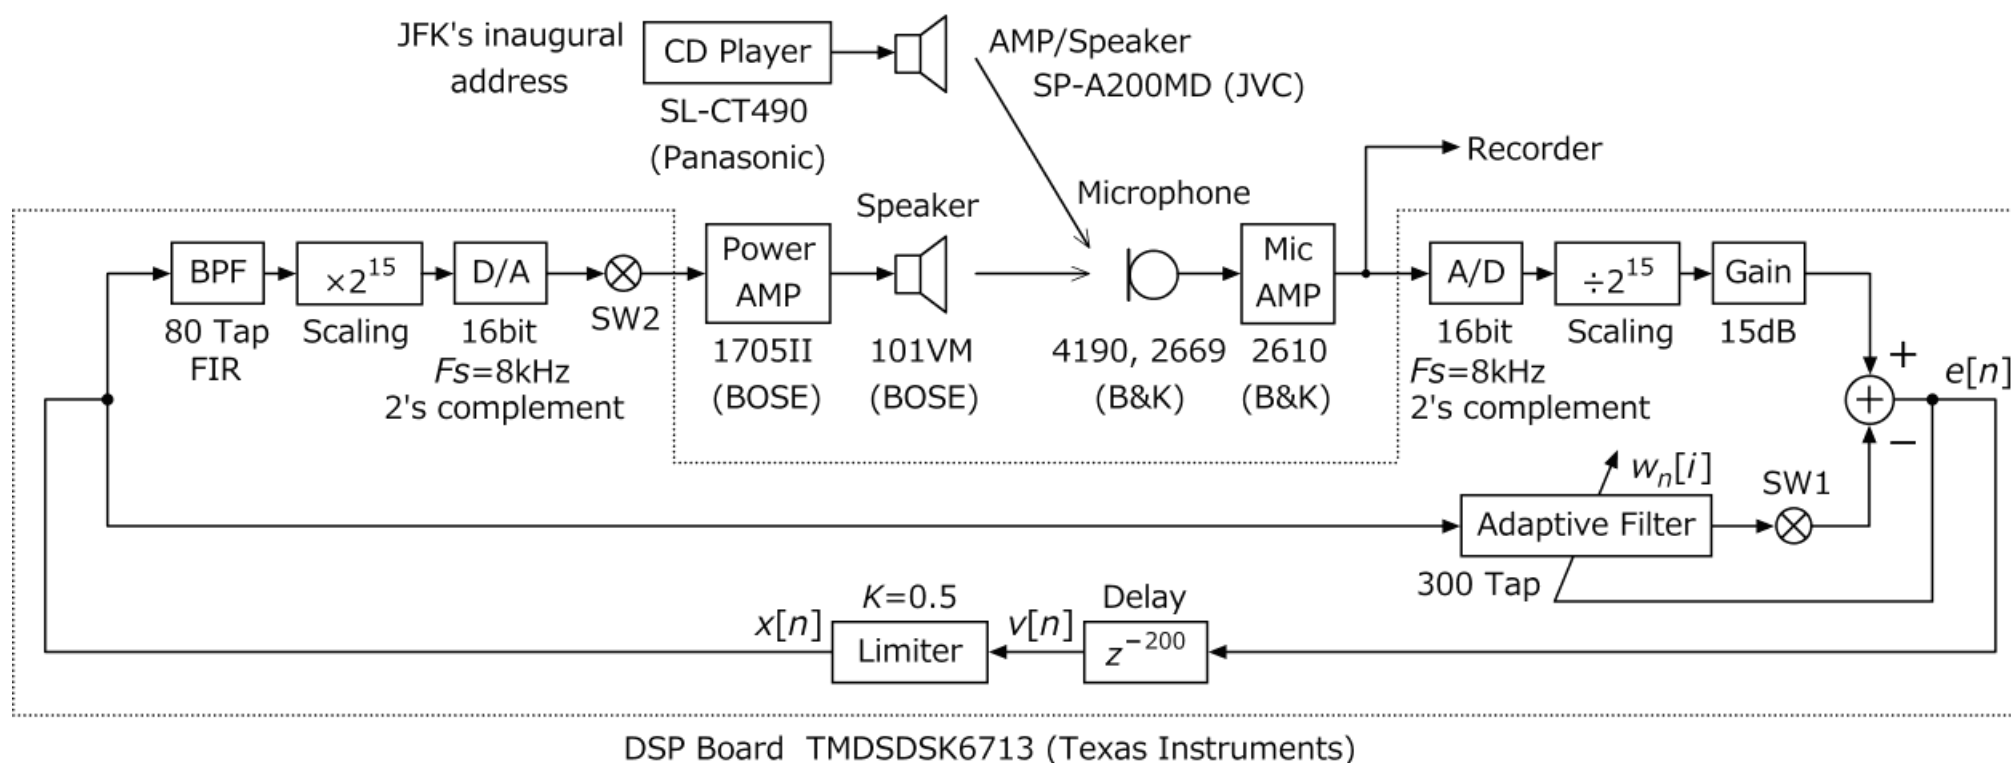 JFK's inaugural
address
CD Player
SL-CT490
(Panasonic)
AMP/Speaker
SP-A200MD (JVC)
Recorder
Microphone
Speaker
BPF
80 Tap
FIR
×2^15
Scaling
D/A
16bit
Fs=8kHz
2's complement
SW2
Power
AMP
1705II
(BOSE)
101VM
(BOSE)
4190, 2669
(B&K)
Mic
AMP
2610
(B&K)
A/D
16bit
Fs=8kHz
2's complement
÷2^15
Scaling
Gain
15dB
+
e[n]
+
−
w_n[i]
SW1
Adaptive Filter
300 Tap
K=0.5
Delay
x[n]
Limiter
v[n]
z^−200
DSP Board TMDSDSK6713 (Texas Instruments)